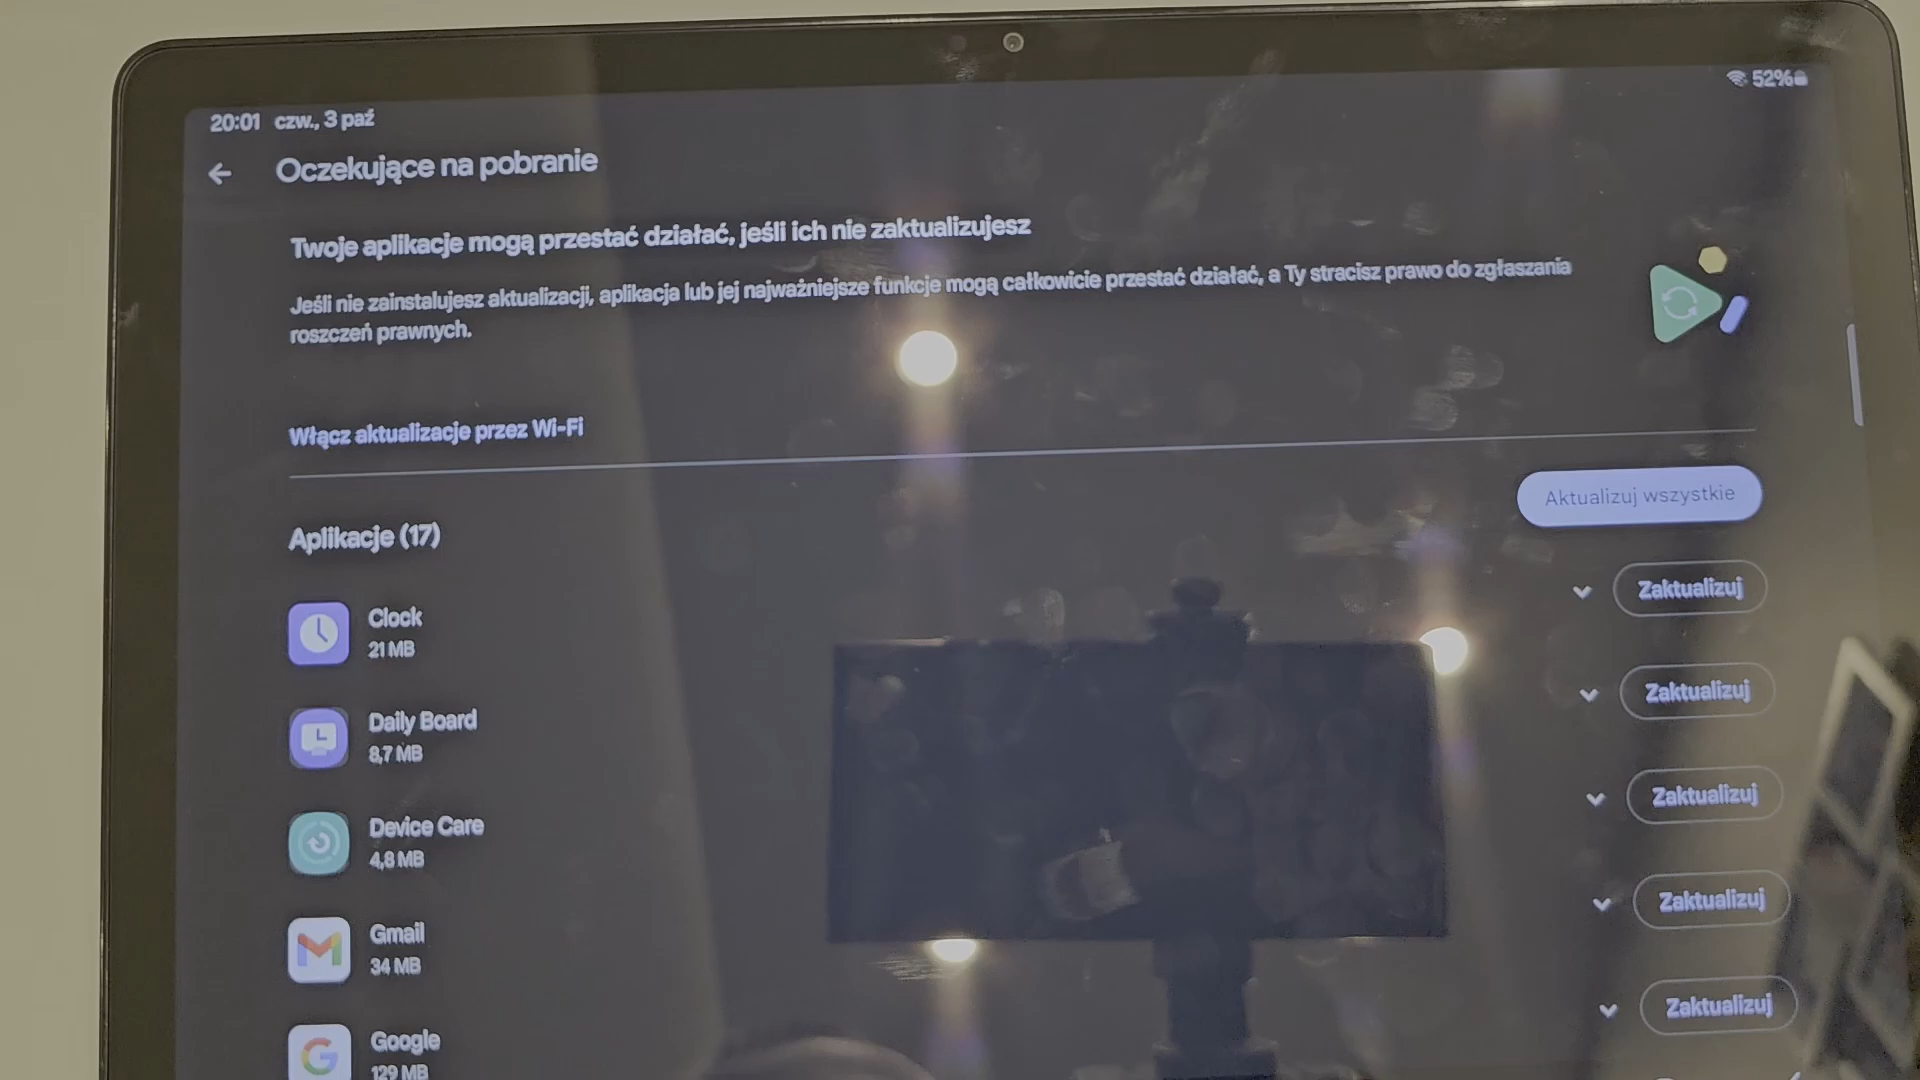 20:01 czw., 3 paź
52%
Oczekujące na pobranie
Twoje aplikacje mogą przestać działać, jeśli ich nie zaktualizujesz
Jeśli nie zainstalujesz aktualizacji, aplikacja lub jej najważniejsze funkcje mogą całkowicie przestać działać, a Ty stracisz prawo do zgłaszania
roszczeń prawnych.
Włącz aktualizacje przez Wi-Fi
Aktualizuj wszystkie
Aplikacje (17)
Clock
21 MB
Zaktualizuj
Daily Board
8,7 MB
Zaktualizuj
Device Care
4,8 MB
Zaktualizuj
Gmail
34 MB
Zaktualizuj
Google
129 MB
Zaktualizuj